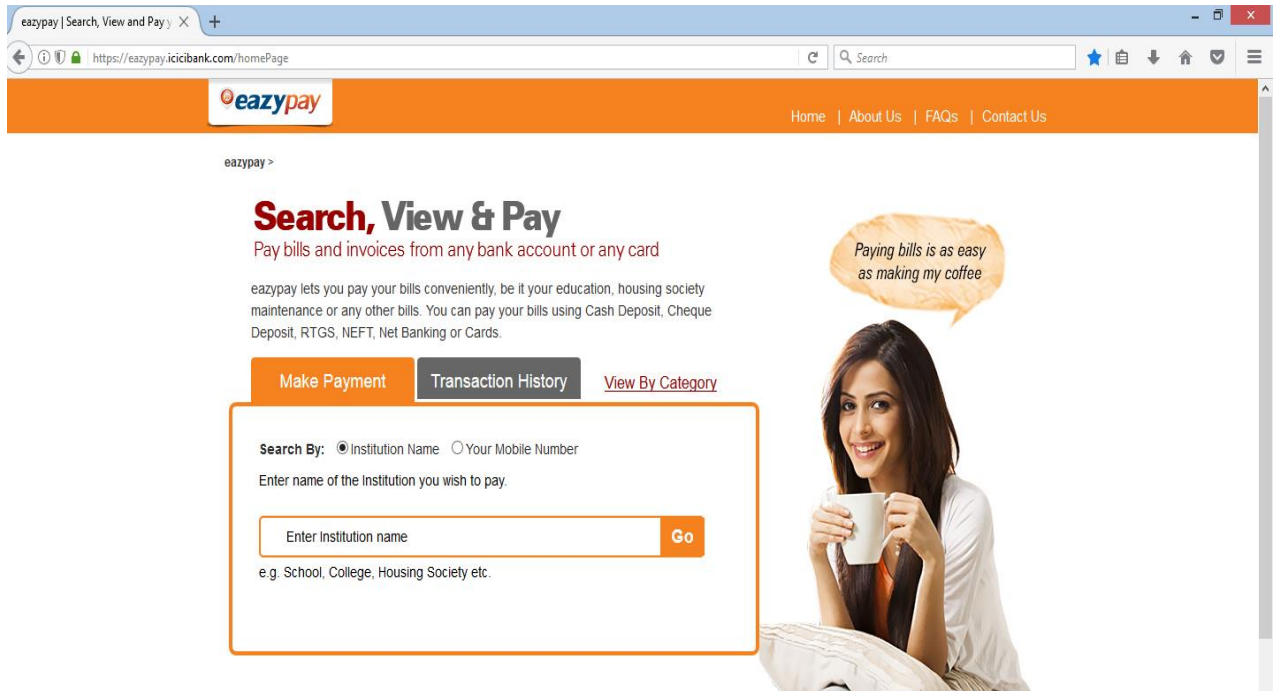 eazypay | Search, View and Pay y
https://eazypay.icicibank.com/homePage
Search
eazypay
Home | About Us | FAQs | Contact Us
eazypay >
Search, View & Pay
Pay bills and invoices from any bank account or any card
Paying bills is as easy
as making my coffee
eazypay lets you pay your bills conveniently, be it your education, housing society
maintenance or any other bills. You can pay your bills using Cash Deposit, Cheque
Deposit, RTGS, NEFT, Net Banking or Cards.
Make Payment
Transaction History
View By Category
Search By: Institution Name Your Mobile Number
Enter name of the Institution you wish to pay.
Enter Institution name
Go
e.g. School, College, Housing Society etc.